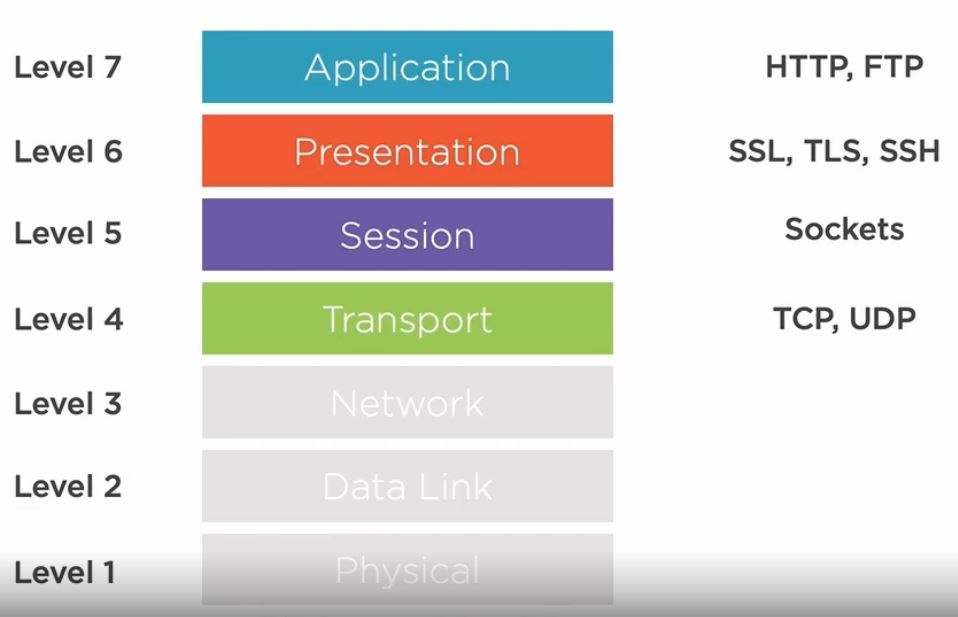 Level 7 Application HTTP, FTP
Level 6 Presentation SSL, TLS, SSH
Level 5 Session Sockets
Level 4 Transport TCP, UDP
Level 3 Network
Level 2 Data Link
Level 1 Physical